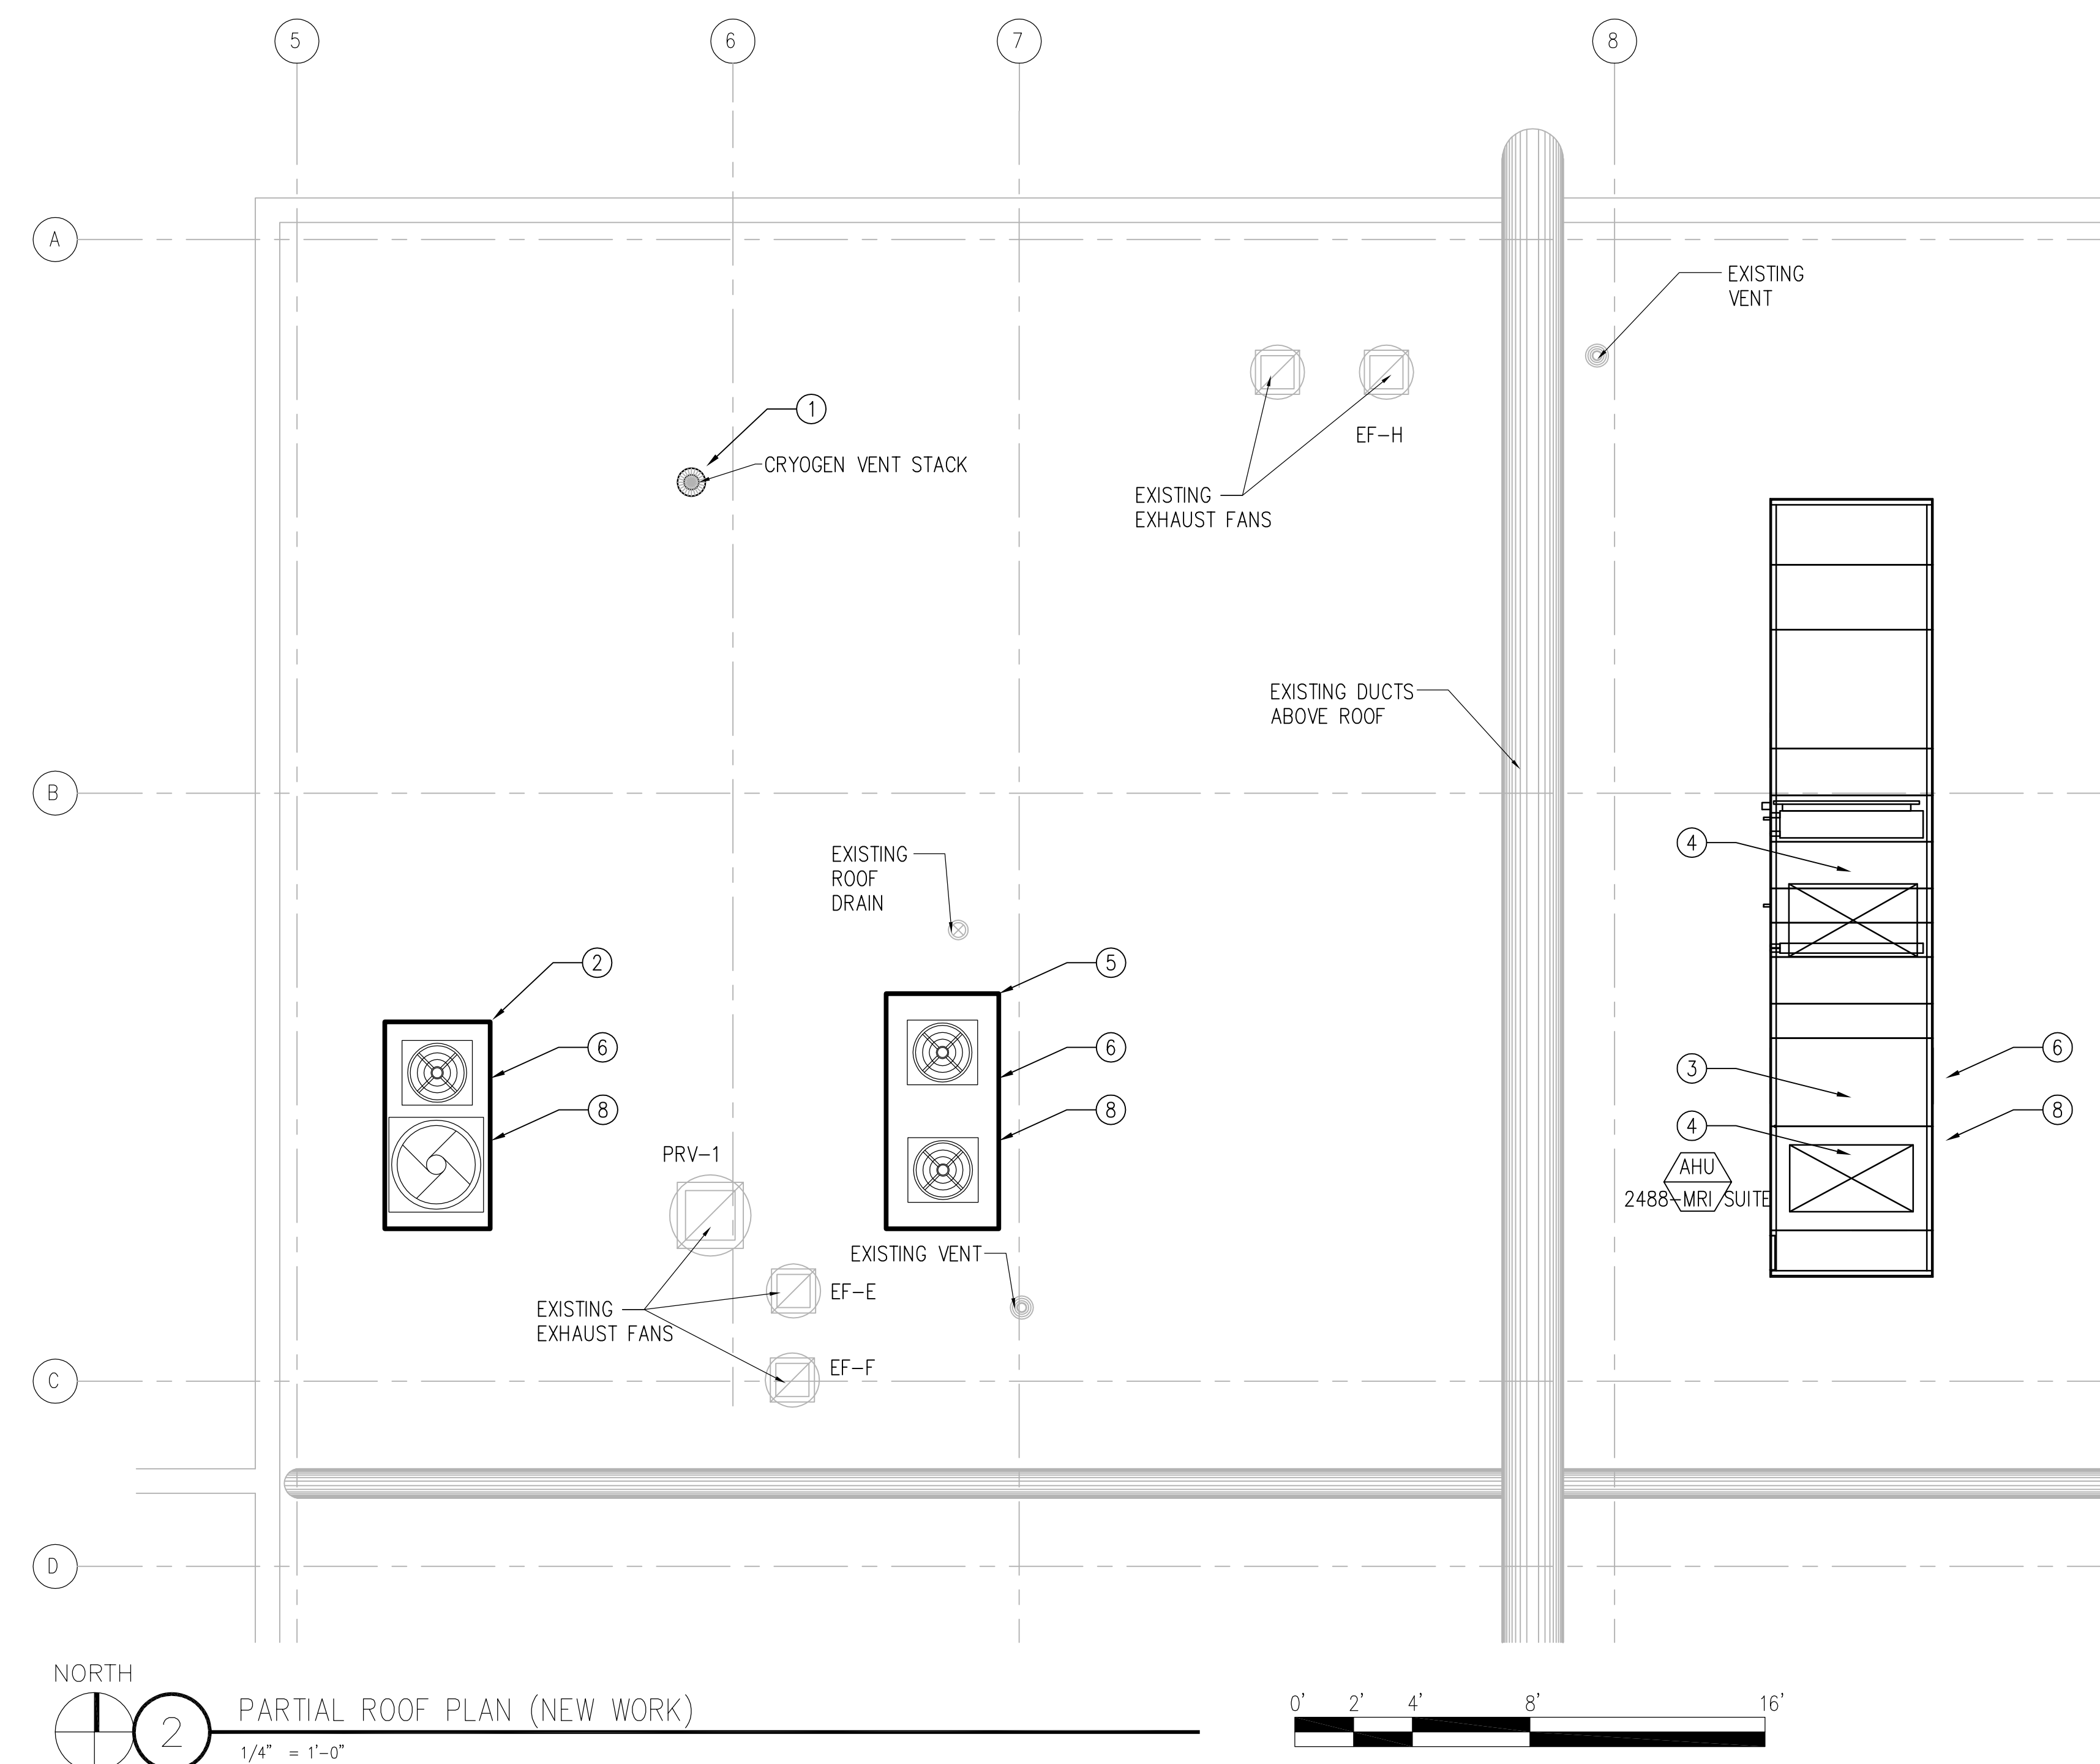 5
6
7
8
A
EXISTING
VENT
1
CRYOGEN VENT STACK
EF-H
EXISTING
EXHAUST FANS
EXISTING DUCTS
ABOVE ROOF
B
4
EXISTING
ROOF
DRAIN
2
5
6
6
6
3
8
8
8
4
PRV-1
AHU
2488-MRI SUITE
EXISTING VENT
EF-E
EXISTING
EXHAUST FANS
EF-F
C
D
NORTH
2
PARTIAL ROOF PLAN (NEW WORK)
1/4" = 1'-0"
0' 2' 4' 8' 16'